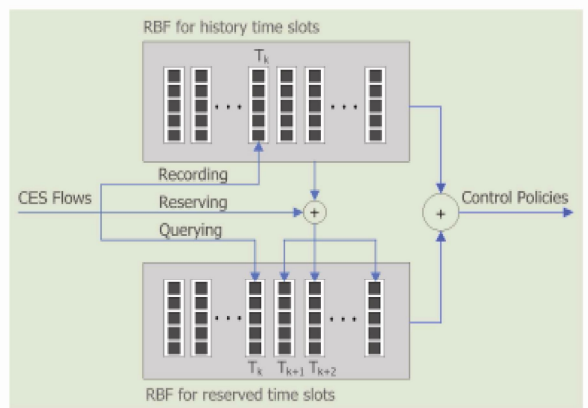 RBF for history time slots
T_k
...
...
Recording
CES Flows
Reserving
+
Querying
+
Control Policies
...
...
T_k T_k+1 T_k+2
RBF for reserved time slots